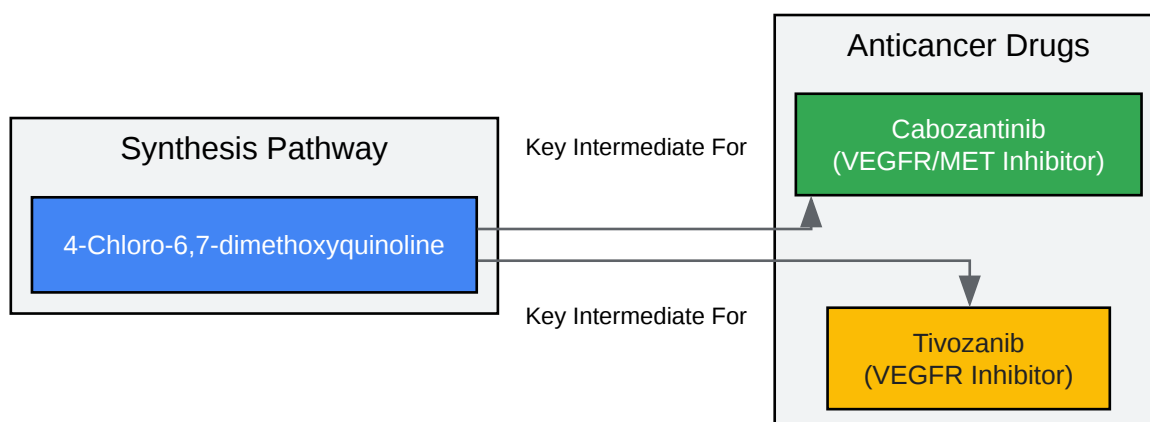 Anticancer Drugs
Cabozantinib
(VEGFR/MET Inhibitor)
Synthesis Pathway
Key Intermediate For
4-Chloro-6,7-dimethoxyquinoline
Key Intermediate For
Tivozanib
(VEGFR Inhibitor)